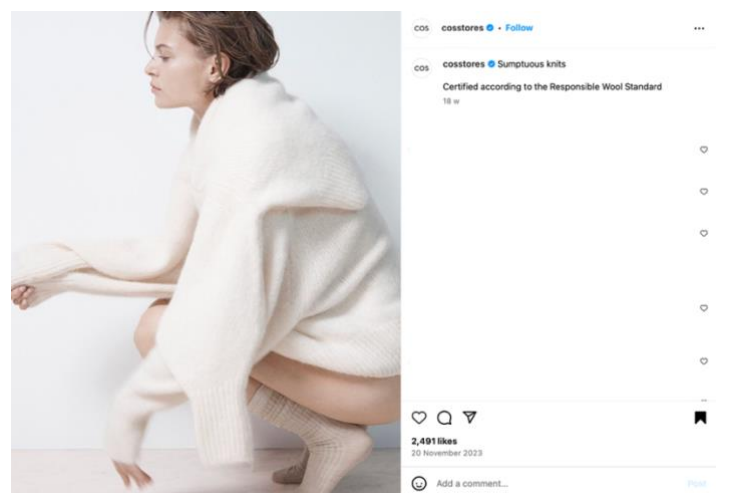 cos cosstores • Follow
cos cosstores Sumptuous knits
Certified according to the Responsible Wool Standard
18 w
2,491 likes
20 November 2023
Add a comment... Post